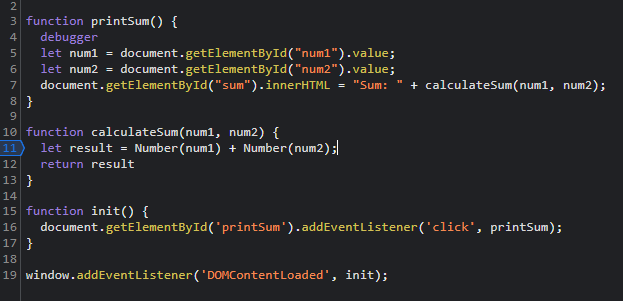 2
3 function printSum() {
4   debugger
5   let num1 = document.getElementById("num1").value;
6   let num2 = document.getElementById("num2").value;
7   document.getElementById("sum").innerHTML = "Sum: " + calculateSum(num1, num2);
8 }
9
10 function calculateSum(num1, num2) {
11   let result = Number(num1) + Number(num2);
12   return result
13 }
14
15 function init() {
16   document.getElementById('printSum').addEventListener('click', printSum);
17 }
18
19 window.addEventListener('DOMContentLoaded', init);